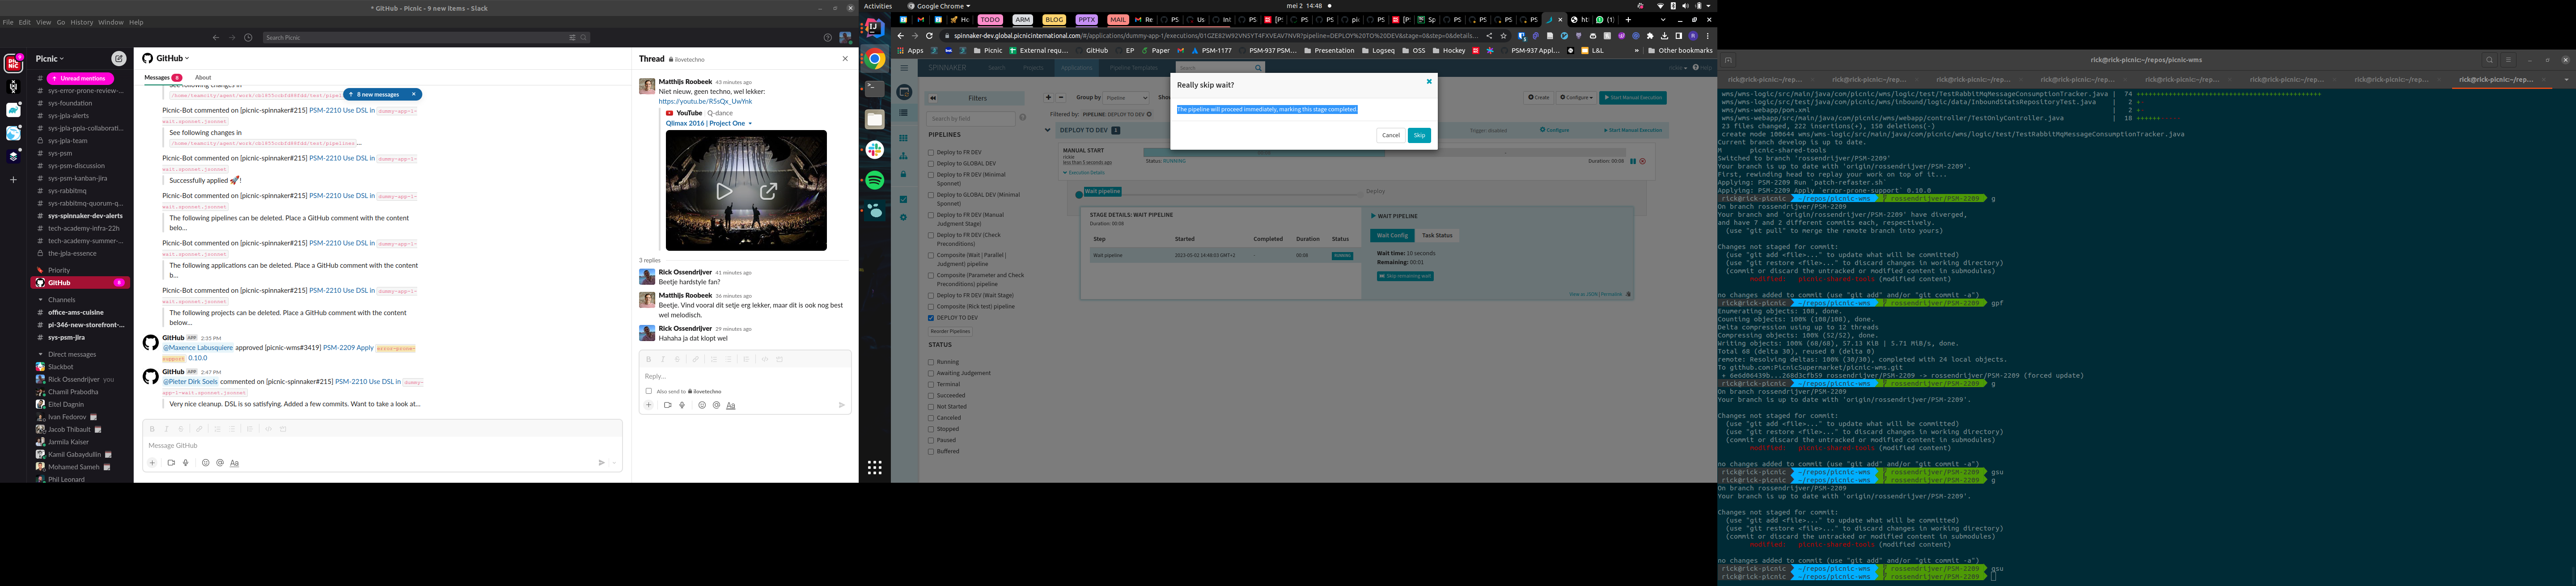 * GitHub - Picnic - 9 new items - Slack
File Edit View Go History Window Help
Search Picnic
Picnic
Unread mentions
sys-error-prone-review-...
sys-foundation
sys-jpla-alerts
sys-jpla-ppla-collaborati...
sys-jpla-team
sys-psm
sys-psm-discussion
sys-psm-kanban-jira
sys-rabbitmq
sys-rabbitmq-quorum-q...
sys-spinnaker-dev-alerts
tech-academy-infra-22h
tech-academy-summer-...
the-jpla-essence
Priority
GitHub
Channels
office-ams-cuisine
pi-346-new-storefront-...
sys-psm-jira
Direct messages
Slackbot
Rick Ossendrijver you
Chamil Prabodha
Eitel Dagnin
Ivan Fedorov
Jacob Thibault
Jarmila Kaiser
Kamil Gabaydullin
Mohamed Sameh
Phil Leonard
GitHub
Messages 8 About
8 new messages
See following changes in
Picnic-Bot commented on [picnic-spinnaker#215] PSM-2210 Use DSL in dummy-app-1-
wait.sponnet.jsonnet
See following changes in
Picnic-Bot commented on [picnic-spinnaker#215] PSM-2210 Use DSL in dummy-app-1-
wait.sponnet.jsonnet
Successfully applied 🚀!
Picnic-Bot commented on [picnic-spinnaker#215] PSM-2210 Use DSL in dummy-app-1-
wait.sponnet.jsonnet
The following pipelines can be deleted. Place a GitHub comment with the content
belo...
Picnic-Bot commented on [picnic-spinnaker#215] PSM-2210 Use DSL in dummy-app-1-
wait.sponnet.jsonnet
The following applications can be deleted. Place a GitHub comment with the content
b...
Picnic-Bot commented on [picnic-spinnaker#215] PSM-2210 Use DSL in dummy-app-1-
wait.sponnet.jsonnet
The following projects can be deleted. Place a GitHub comment with the content
below...
GitHub APP 2:35 PM
@Maxence Labusquiere approved [picnic-wms#3419] PSM-2209 Apply error-prone-
support 0.10.0
GitHub APP 2:47 PM
@Pieter Dirk Soels commented on [picnic-spinnaker#215] PSM-2210 Use DSL in dummy-
app-1-wait.sponnet.jsonnet
Very nice cleanup. DSL is so satisfying. Added a few commits. Want to take a look at...
Message GitHub
Thread ilovetechno
Matthijs Roobeek 43 minutes ago
Niet nieuw, geen techno, wel lekker:
https://youtu.be/R5sQx_UwYnk
YouTube Q-dance
Qlimax 2016 | Project One
3 replies
Rick Ossendrijver 41 minutes ago
Beetje hardstyle fan?
Matthijs Roobeek 36 minutes ago
Beetje. Vind vooral dit setje erg lekker, maar dit is ook nog best
wel melodisch.
Rick Ossendrijver 29 minutes ago
Hahaha ja dat klopt wel
Reply...
Also send to ilovetechno
Activities Google Chrome mei 2 14:48
TODO ARM BLOG PPTX MAIL
spinnaker-dev.global.picnicinternational.com/#/applications/dummy-app-1/executions/01GZE82W92VNSYT4FXVEAV7NVR?pipeline=DEPLOY%20TO%20DEV&stage=0&step=0&details...
Apps Picnic External requ... GitHub EP Paper PM PSM-1177 PSM-937 PSM... Presentation Logseq OSS Hockey PSM-937 Appl... L&L Other bookmarks
SPINNAKER Search Projects Applications Pipeline Templates Search Help
Really skip wait?
The pipeline will proceed immediately, marking this stage completed.
Cancel Skip
Filters
Group by Pipeline
Create Configure Start Manual Execution
Search by field
Filtered by: PIPELINE: DEPLOY TO DEV
PIPELINES
Deploy to FR DEV
Deploy to GLOBAL DEV
Deploy to FR DEV (Minimal
Sponnet)
Deploy to GLOBAL DEV (Minimal
Sponnet)
Deploy to FR DEV (Manual
Judgment Stage)
Deploy to FR DEV (Check
Preconditions)
Composite (Wait | Parallel |
Judgment) pipeline
Composite (Parameter and Check
Preconditions) pipeline
Deploy to FR DEV (Wait Stage)
Composite (Rick test) pipeline
DEPLOY TO DEV
Reorder Pipelines
STATUS
Running
Awaiting Judgement
Terminal
Succeeded
Not Started
Canceled
Stopped
Paused
Buffered
DEPLOY TO DEV Trigger: disabled Configure Start Manual Execution
MANUAL START
less than 5 seconds ago
Status: RUNNING Duration: 00:08
Execution Details
Wait pipeline Deploy
STAGE DETAILS: WAIT PIPELINE
Duration: 00:08
Step Started Completed Duration Status
Wait pipeline 2023-05-02 14:48:03 GMT+2 - 00:08 RUNNING
WAIT PIPELINE
Wait Config Task Status
Wait time: 10 seconds
Remaining: 00:01
Skip remaining wait
View as JSON | Permalink
rick@rick-picnic:~/repos/picnic-wms
wms/wms-logic/src/test/java/com/picnic/wms/logic/test/TestRabbitMqMessageConsumptionTracker.java | 74 ++++++++++
wms/wms-logic/src/test/java/com/picnic/wms/inbound/logic/data/InboundStatsRepositoryTest.java | 2 +-
wms/wms-webapp/pom.xml | 2 +-
wms/wms-webapp/src/main/java/com/picnic/wms/webapp/controller/TestOnlyController.java | 18 ++++++-----
23 files changed, 222 insertions(+), 150 deletions(-)
create mode 100644 wms/wms-logic/src/main/java/com/picnic/wms/logic/test/TestRabbitMqMessageConsumptionTracker.java
Current branch develop is up to date.
M picnic-shared-tools
Switched to branch 'rossendrijver/PSM-2209'
Your branch is up to date with 'origin/rossendrijver/PSM-2209'.
First, rewinding head to replay your work on top of it...
Applying: PSM-2209 Run `patch-refaster.sh`
Applying: PSM-2209 Apply `error-prone-support` 0.10.0
rick@rick-picnic ~/repos/picnic-wms rossendrijver/PSM-2209 g
On branch rossendrijver/PSM-2209
Your branch and 'origin/rossendrijver/PSM-2209' have diverged,
and have 7 and 2 different commits each, respectively.
(use "git pull" to merge the remote branch into yours)
Changes not staged for commit:
(use "git add <file>..." to update what will be committed)
(use "git restore <file>..." to discard changes in working directory)
(commit or discard the untracked or modified content in submodules)
modified: picnic-shared-tools (modified content)
no changes added to commit (use "git add" and/or "git commit -a")
rick@rick-picnic ~/repos/picnic-wms rossendrijver/PSM-2209 gpf
Enumerating objects: 108, done.
Counting objects: 100% (108/108), done.
Delta compression using up to 12 threads
Compressing objects: 100% (52/52), done.
Writing objects: 100% (68/68), 57.13 KiB | 5.71 MiB/s, done.
Total 68 (delta 30), reused 0 (delta 0)
remote: Resolving deltas: 100% (30/30), completed with 24 local objects.
To github.com:PicnicSupermarket/picnic-wms.git
+ 6e6d06439b...268d3cfb59 rossendrijver/PSM-2209 -> rossendrijver/PSM-2209 (forced update)
rick@rick-picnic ~/repos/picnic-wms rossendrijver/PSM-2209 g
On branch rossendrijver/PSM-2209
Your branch is up to date with 'origin/rossendrijver/PSM-2209'.
Changes not staged for commit:
(use "git add <file>..." to update what will be committed)
(use "git restore <file>..." to discard changes in working directory)
(commit or discard the untracked or modified content in submodules)
modified: picnic-shared-tools (modified content)
no changes added to commit (use "git add" and/or "git commit -a")
rick@rick-picnic ~/repos/picnic-wms rossendrijver/PSM-2209 gsu
rick@rick-picnic ~/repos/picnic-wms rossendrijver/PSM-2209 g
On branch rossendrijver/PSM-2209
Your branch is up to date with 'origin/rossendrijver/PSM-2209'.
Changes not staged for commit:
(use "git add <file>..." to update what will be committed)
(use "git restore <file>..." to discard changes in working directory)
(commit or discard the untracked or modified content in submodules)
modified: picnic-shared-tools (modified content)
no changes added to commit (use "git add" and/or "git commit -a")
rick@rick-picnic ~/repos/picnic-wms rossendrijver/PSM-2209 gsu
rick@rick-picnic ~/repos/picnic-wms rossendrijver/PSM-2209